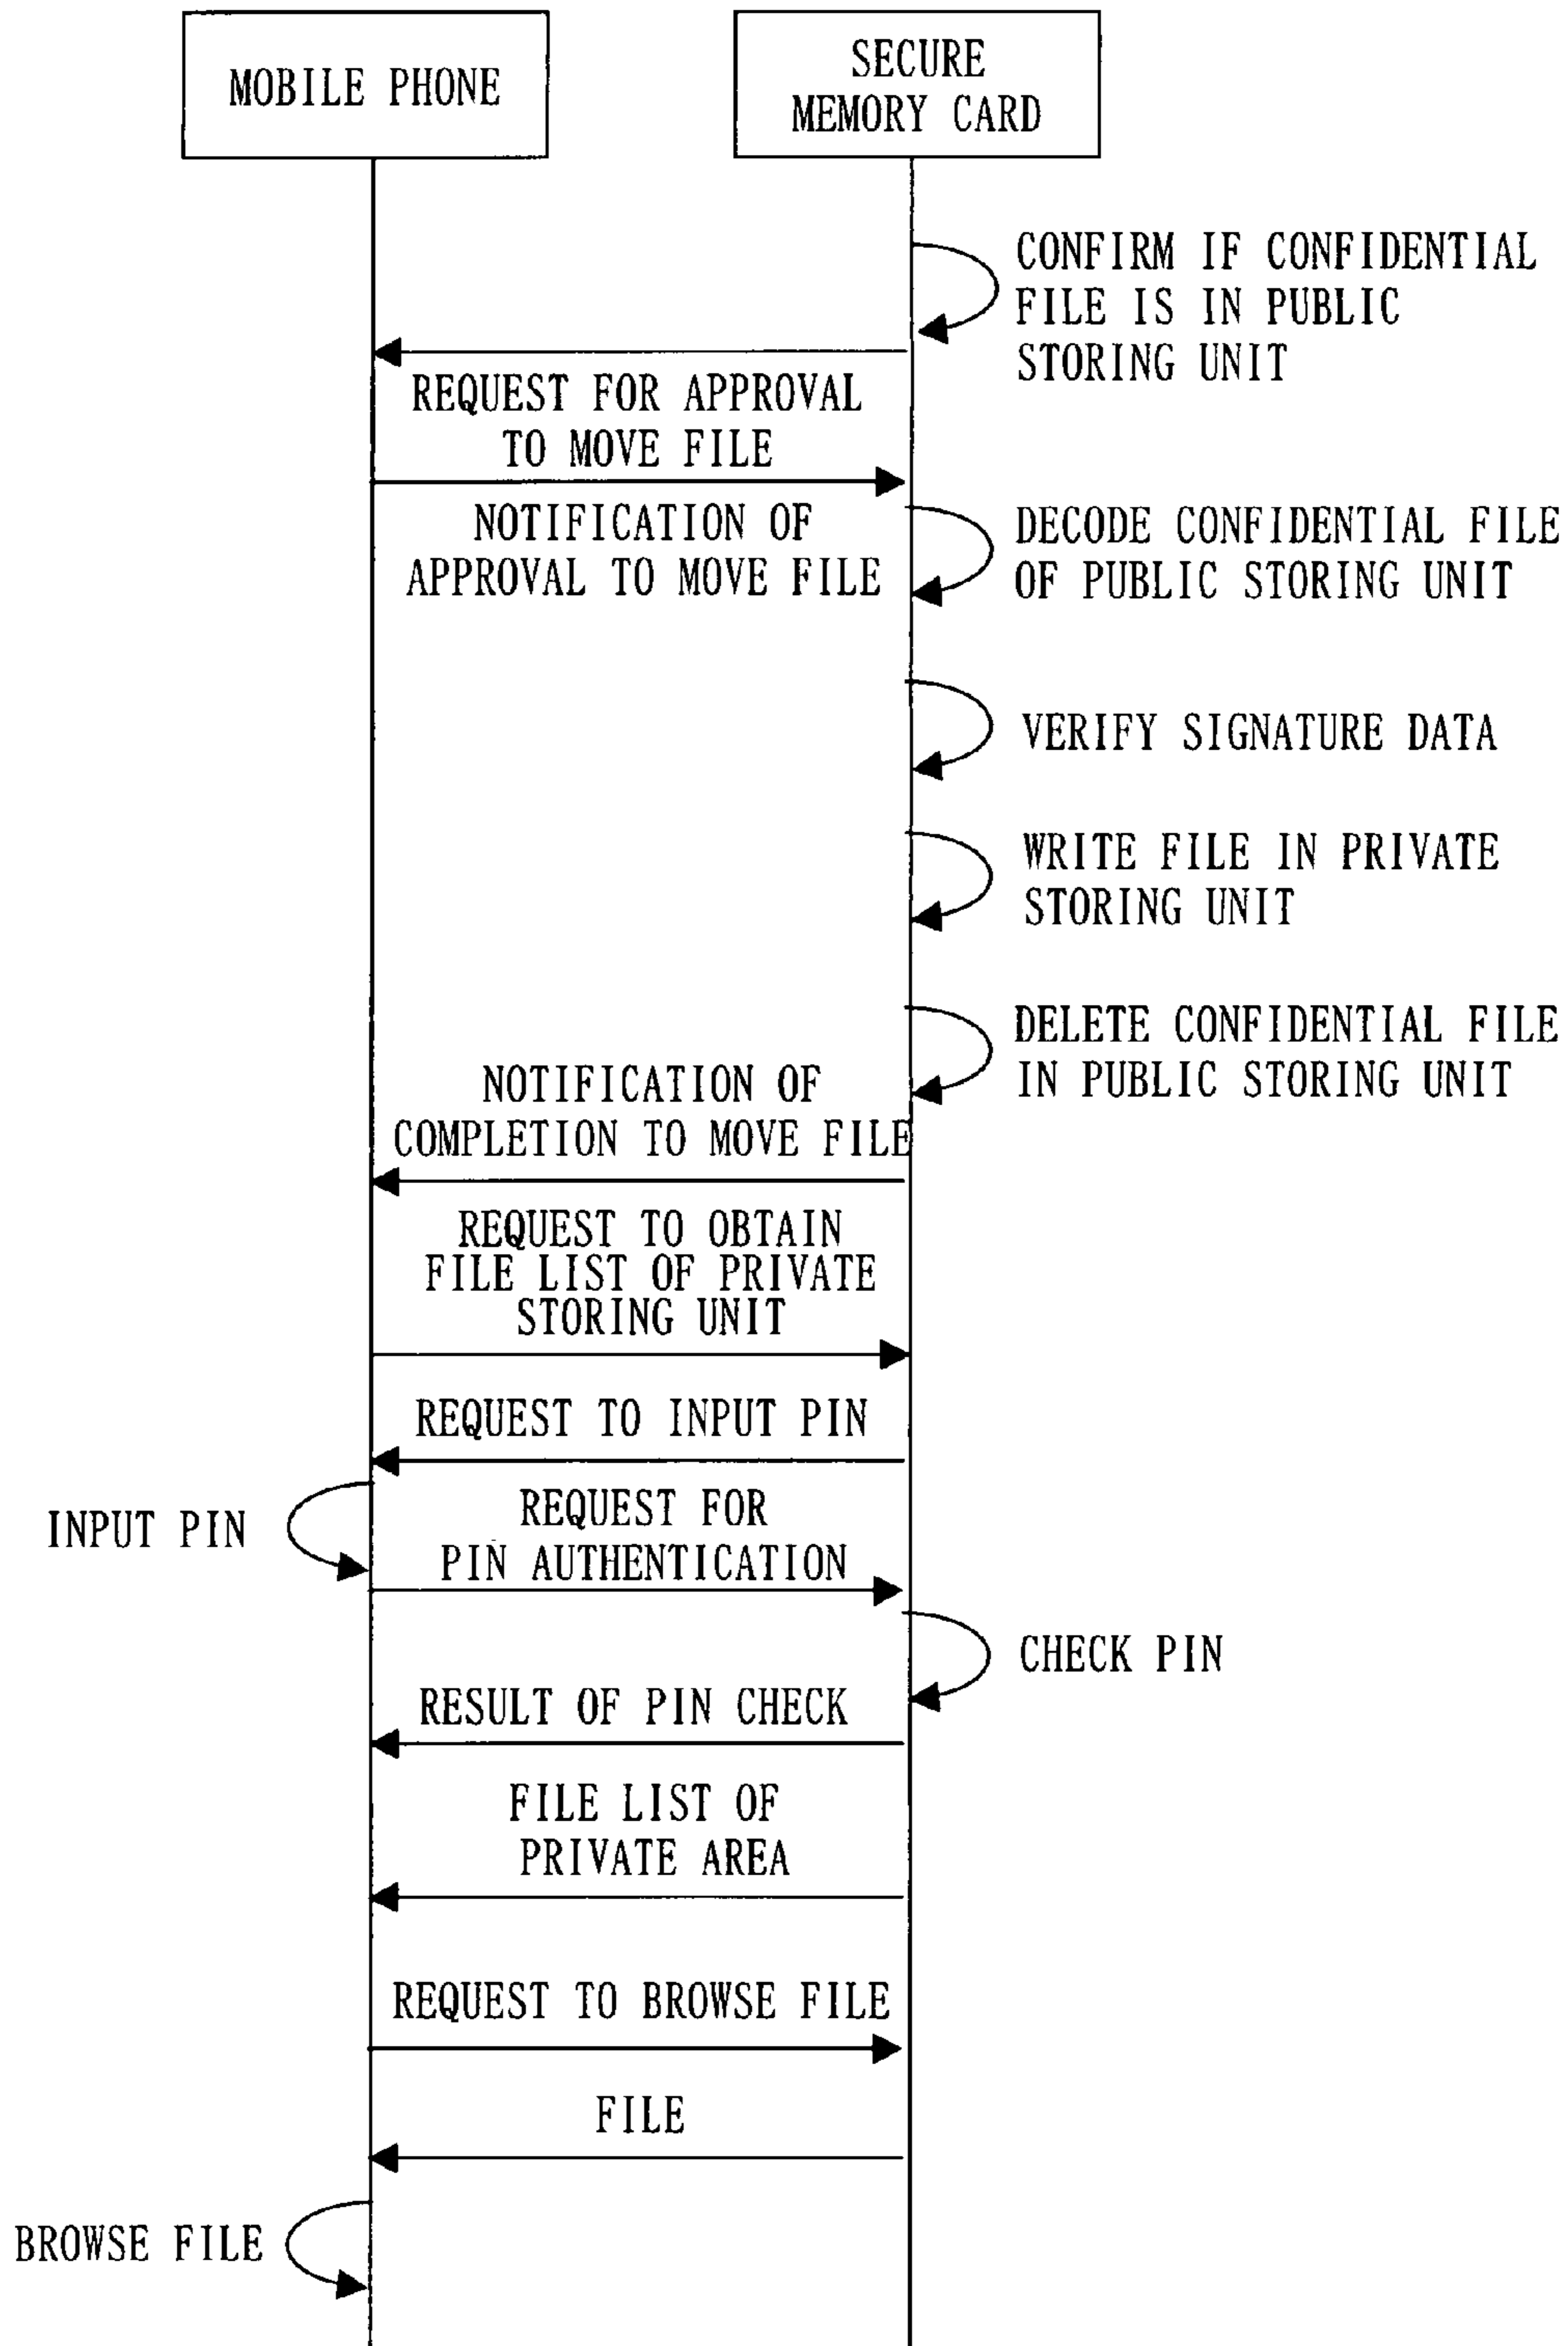 MOBILE PHONE
SECURE
MEMORY CARD
CONFIRM IF CONFIDENTIAL
FILE IS IN PUBLIC
STORING UNIT
REQUEST FOR APPROVAL
TO MOVE FILE
NOTIFICATION OF
APPROVAL TO MOVE FILE
DECODE CONFIDENTIAL FILE
OF PUBLIC STORING UNIT
VERIFY SIGNATURE DATA
WRITE FILE IN PRIVATE
STORING UNIT
DELETE CONFIDENTIAL FILE
IN PUBLIC STORING UNIT
NOTIFICATION OF
COMPLETION TO MOVE FILE
REQUEST TO OBTAIN
FILE LIST OF PRIVATE
STORING UNIT
REQUEST TO INPUT PIN
INPUT PIN
REQUEST FOR
PIN AUTHENTICATION
CHECK PIN
RESULT OF PIN CHECK
FILE LIST OF
PRIVATE AREA
REQUEST TO BROWSE FILE
FILE
BROWSE FILE